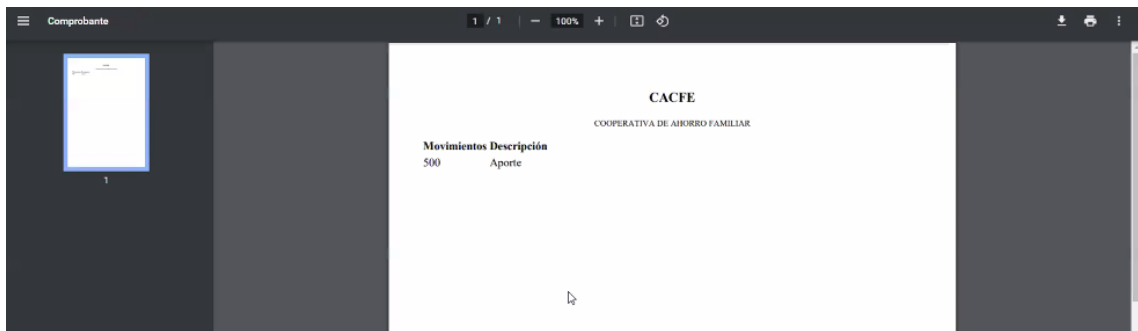 Comprobante
1 / 1 — 100% +
1
CACFE
COOPERATIVA DE AHORRO FAMILIAR
Movimientos Descripción
500 Aporte